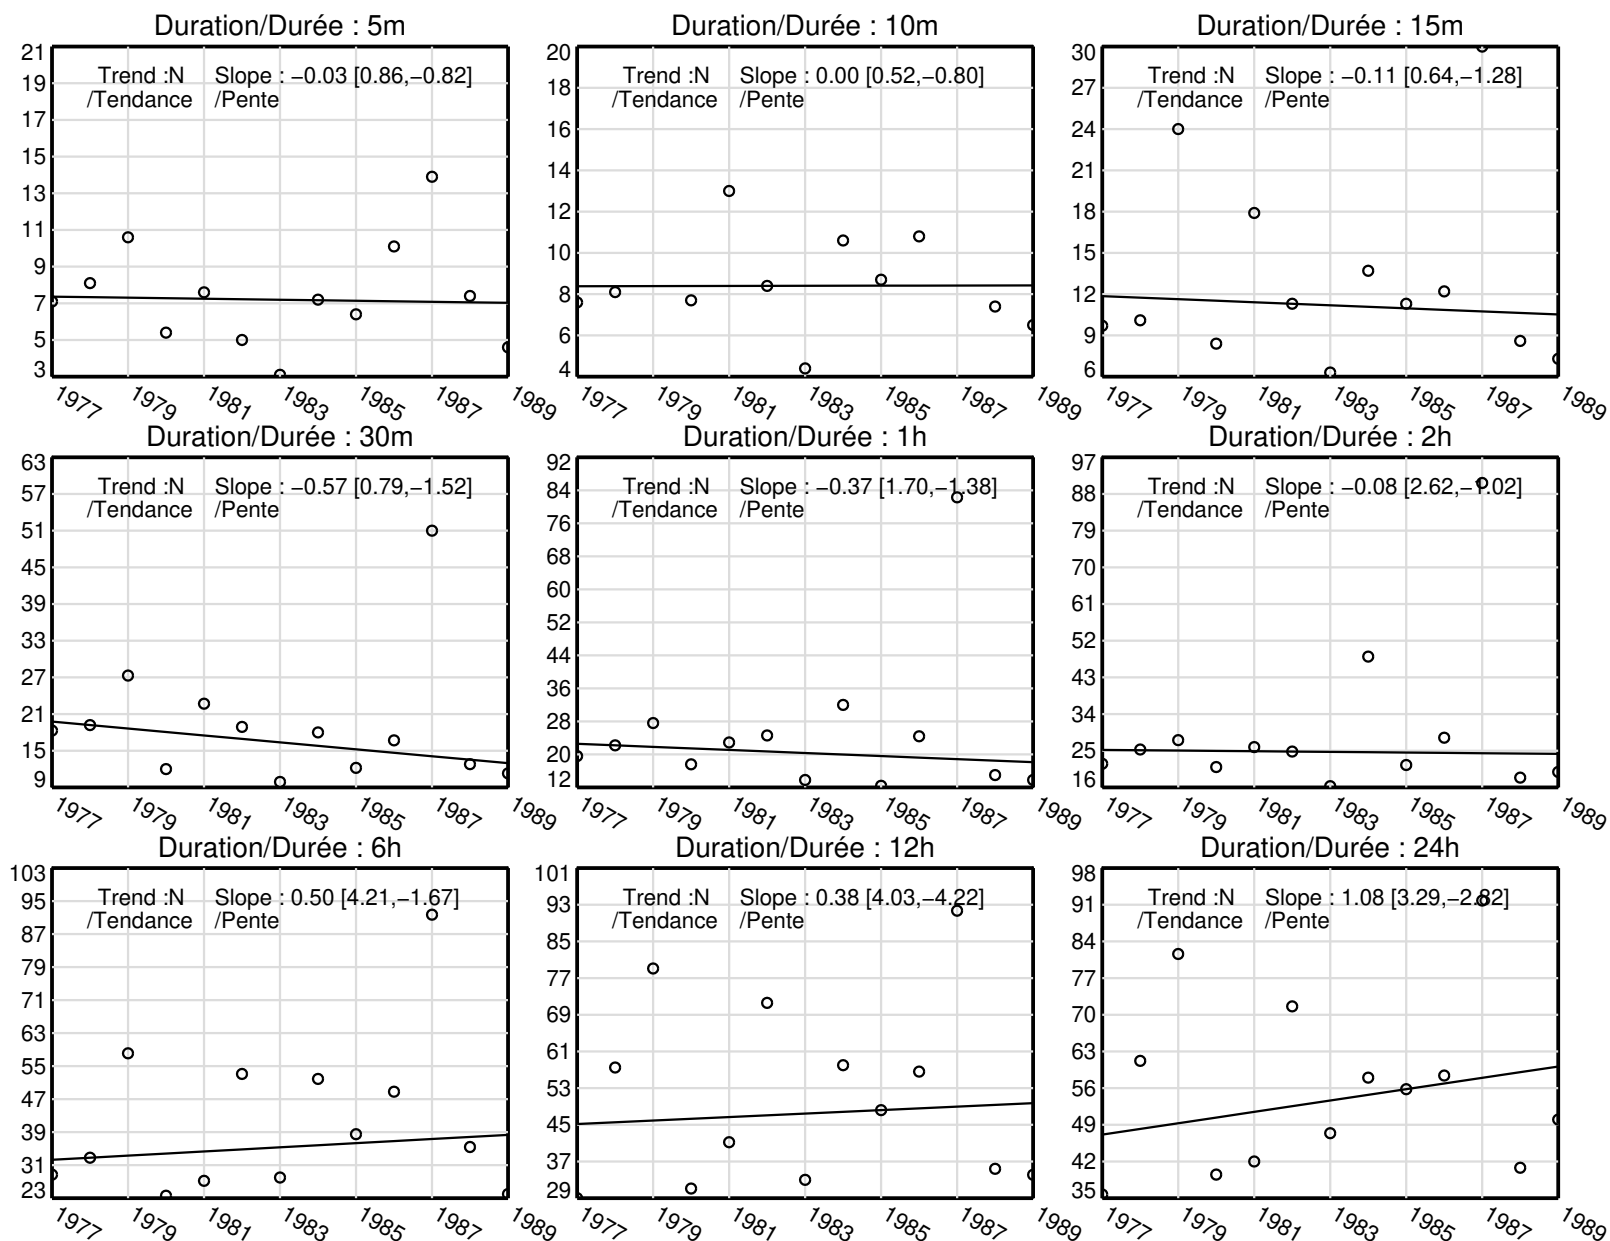 Duration/Durée : 5m
21
19
17
15
13
11
9
7
5
3
Trend :N Slope : −0.03 [0.86,−0.82]
/Tendance /Pente
1977 1979 1981 1983 1985 1987 1989
Duration/Durée : 10m
20
18
16
14
12
10
8
6
4
Trend :N Slope : 0.00 [0.52,−0.80]
/Tendance /Pente
1977 1979 1981 1983 1985 1987 1989
Duration/Durée : 15m
30
27
24
21
18
15
12
9
6
Trend :N Slope : −0.11 [0.64,−1.28]
/Tendance /Pente
1977 1979 1981 1983 1985 1987 1989
Duration/Durée : 30m
63
57
51
45
39
33
27
21
15
9
Trend :N Slope : −0.57 [0.79,−1.52]
/Tendance /Pente
1977 1979 1981 1983 1985 1987 1989
Duration/Durée : 1h
92
84
76
68
60
52
44
36
28
20
12
Trend :N Slope : −0.37 [1.70,−1.38]
/Tendance /Pente
1977 1979 1981 1983 1985 1987 1989
Duration/Durée : 2h
97
88
79
70
61
52
43
34
25
16
Trend :N Slope : −0.08 [2.62,−1.02]
/Tendance /Pente
1977 1979 1981 1983 1985 1987 1989
Duration/Durée : 6h
103
95
87
79
71
63
55
47
39
31
23
Trend :N Slope : 0.50 [4.21,−1.67]
/Tendance /Pente
1977 1979 1981 1983 1985 1987 1989
Duration/Durée : 12h
101
93
85
77
69
61
53
45
37
29
Trend :N Slope : 0.38 [4.03,−4.22]
/Tendance /Pente
1977 1979 1981 1983 1985 1987 1989
Duration/Durée : 24h
98
91
84
77
70
63
56
49
42
35
Trend :N Slope : 1.08 [3.29,−2.82]
/Tendance /Pente
1977 1979 1981 1983 1985 1987 1989